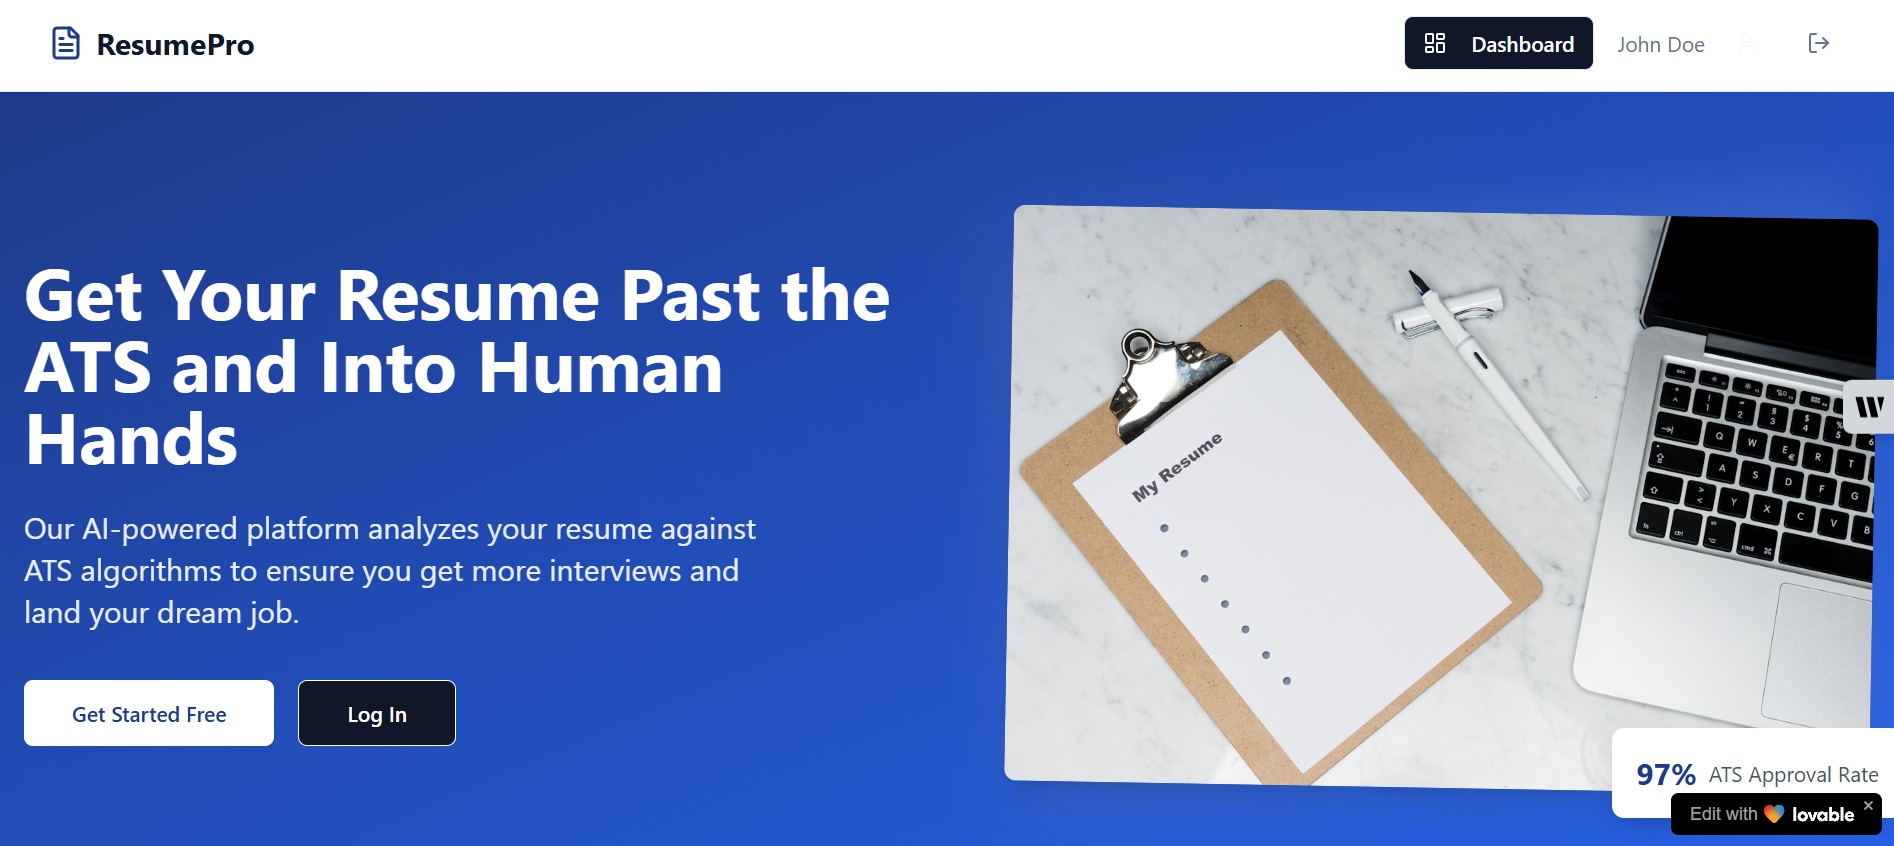 ResumePro
Dashboard
John Doe
Get Your Resume Past the
ATS and Into Human
Hands
Our AI-powered platform analyzes your resume against
ATS algorithms to ensure you get more interviews and
land your dream job.
Get Started Free
Log In
My Resume
97% ATS Approval Rate
Edit with lovable